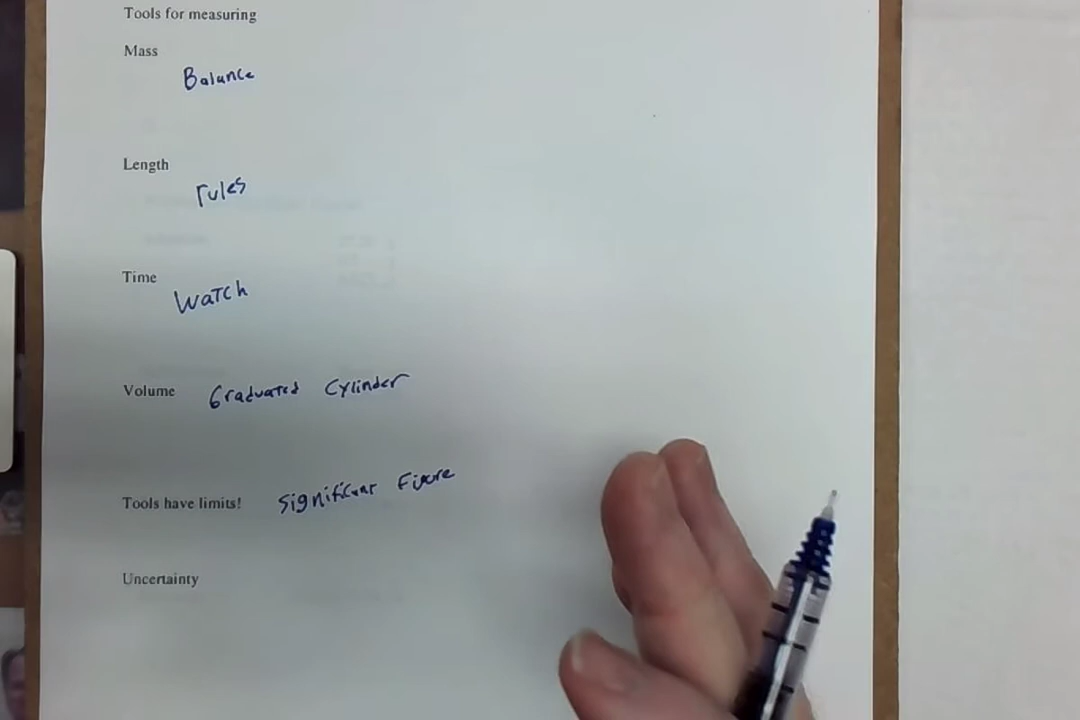 Tools for measuring
Mass
Balance
Length
rules
Time
Watch
Volume Graduated Cylinder
Tools have limits! Significant Figure
Uncertainty